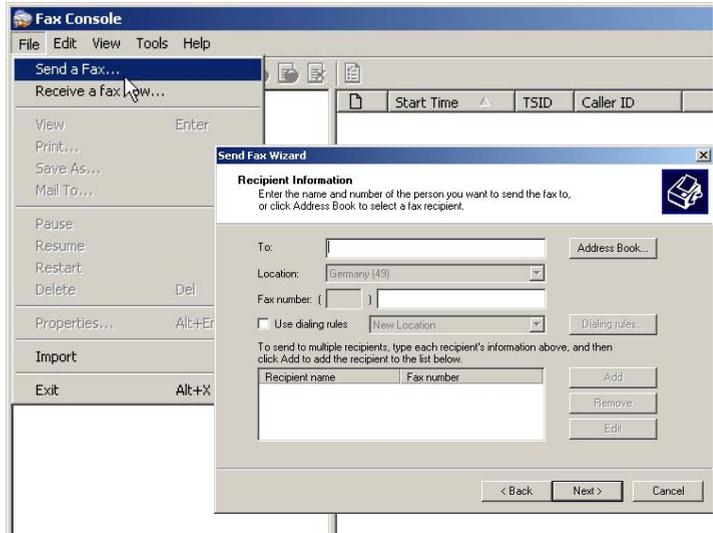 Fax Console
File Edit View Tools Help
Send a Fax...
Receive a fax now...
View Enter
Print...
Save As...
Mail To...
Pause
Resume
Restart
Delete Del
Properties... Alt+En
Import
Exit Alt+X
Start Time TSID Caller ID
Send Fax Wizard
Recipient Information
Enter the name and number of the person you want to send the fax to,
or click Address Book to select a fax recipient.
To: Address Book...
Location: Germany (49)
Fax number: ( )
Use dialing rules New Location Dialing rules...
To send to multiple recipients, type each recipient's information above, and then
click Add to add the recipient to the list below.
Recipient name Fax number
Add
Remove
Edit
< Back Next > Cancel